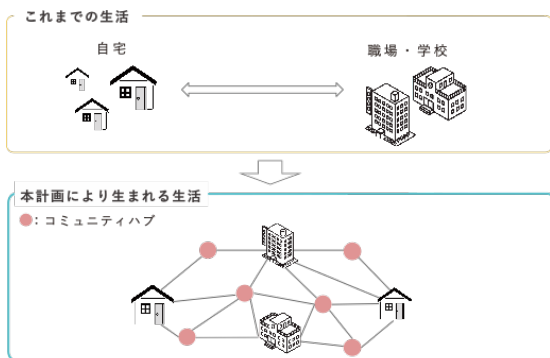 これまでの生活
自宅
職場・学校
本計画により生まれる生活
：コミュニティハブ